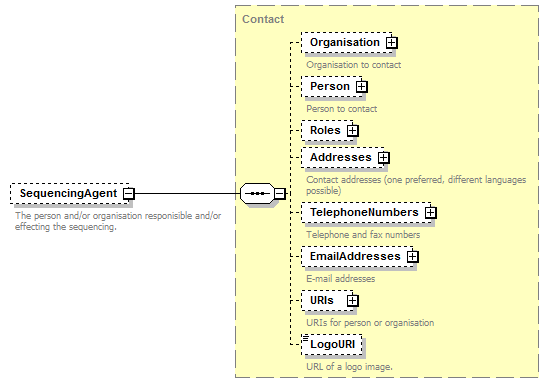 Contact
Organisation
Organisation to contact
Person
Person to contact
Roles
Addresses
Contact addresses (one preferred, different languages
possible)
SequencingAgent
The person and/or organisation responisible and/or
effecting the sequencing.
TelephoneNumbers
Telephone and fax numbers
EmailAddresses
E-mail addresses
URIs
URIs for person or organisation
LogoURI
URL of a logo image.